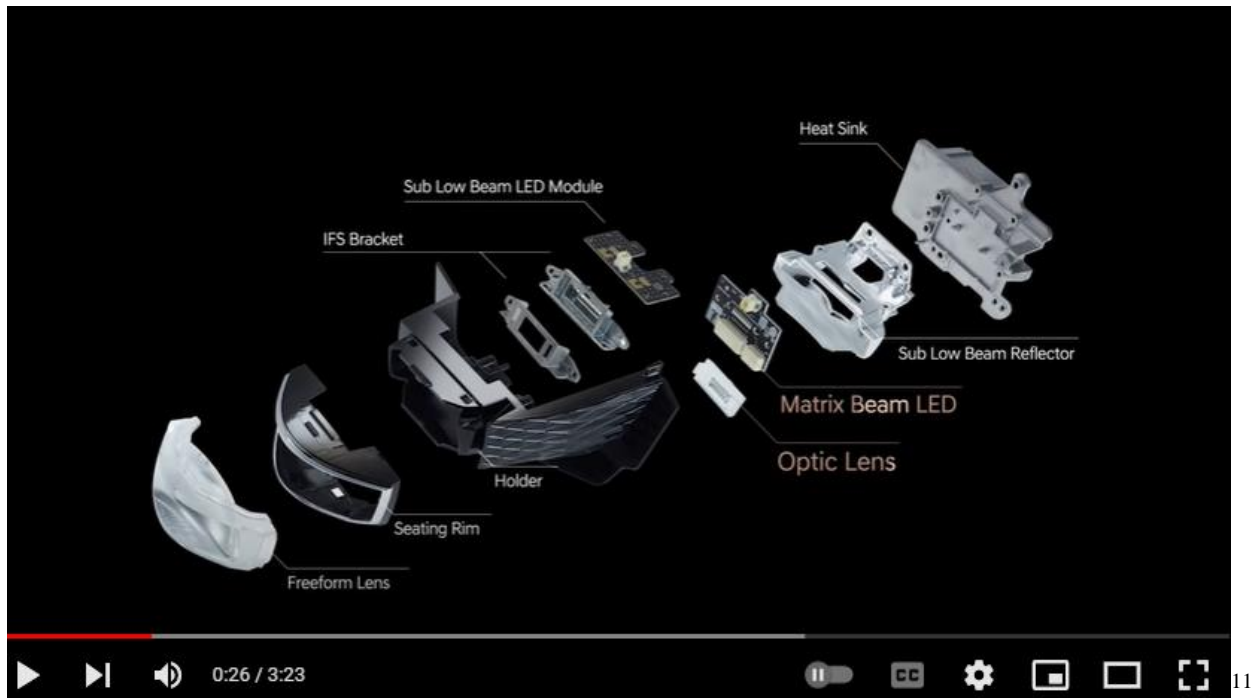 Heat Sink
Sub Low Beam LED Module
IFS Bracket
Sub Low Beam Reflector
Matrix Beam LED
Optic Lens
Holder
Seating Rim
Freeform Lens
0:26 / 3:23
CC
11